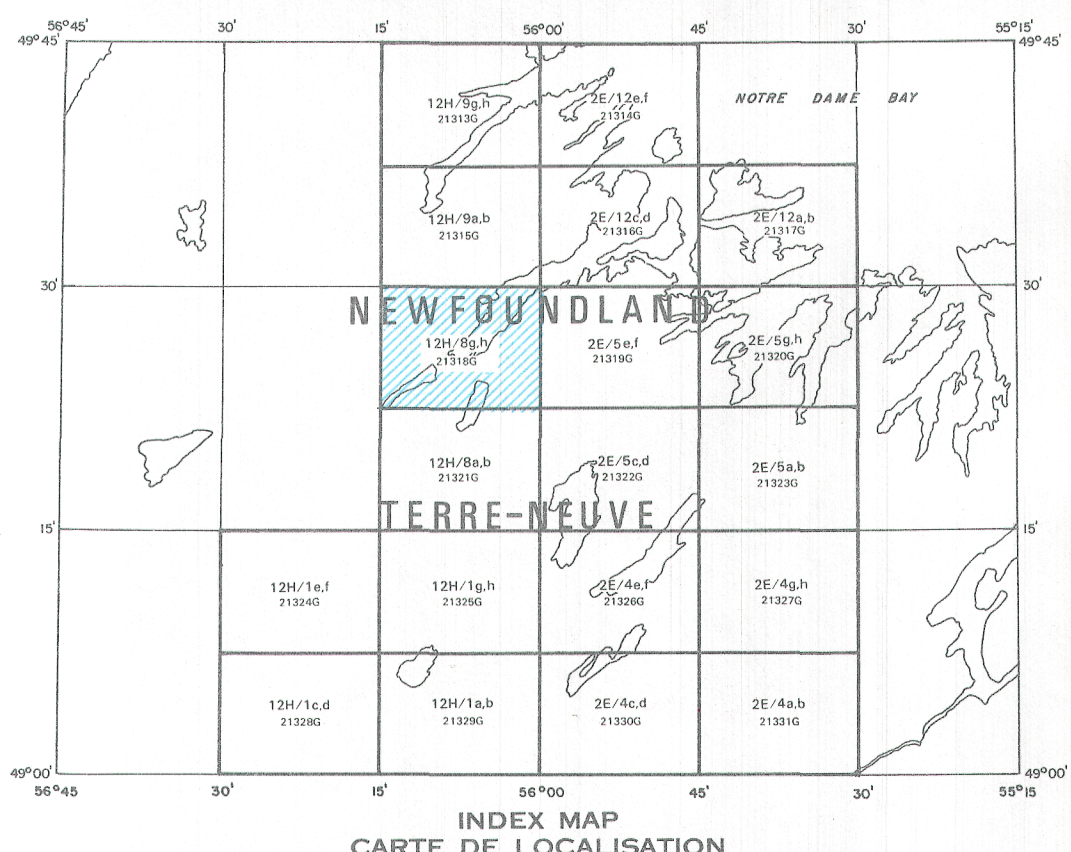 56°45' 30' 15' 56°00 45' 30' 55°15'
49°45' 49°45'
NOTRE DAME BAY
12H/9g,h 2E/12e,f
21313G 21314G
12H/9a,b 2E/12c,d 2E/12a,b
21315G 21316G 21317G
30' 30'
NEWFOUNDLAND
12H/8g,h 2E/5e,f 2E/5g,h
21318G 21319G 21320G
12H/8a,b 2E/5c,d 2E/5a,b
21321G 21322G 21323G
TERRE-NEUVE
15' 15'
12H/1e,f 12H/1g,h 2E/4e,f 2E/4g,h
21324G 21325G 21326G 21327G
12H/1c,d 12H/1a,b 2E/4c,d 2E/4a,b
21328G 21329G 21330G 21331G
49°00' 49°00'
56°45 15' 56°00 45' 30' 55°15
INDEX MAP
CARTE DE LOCALISATION